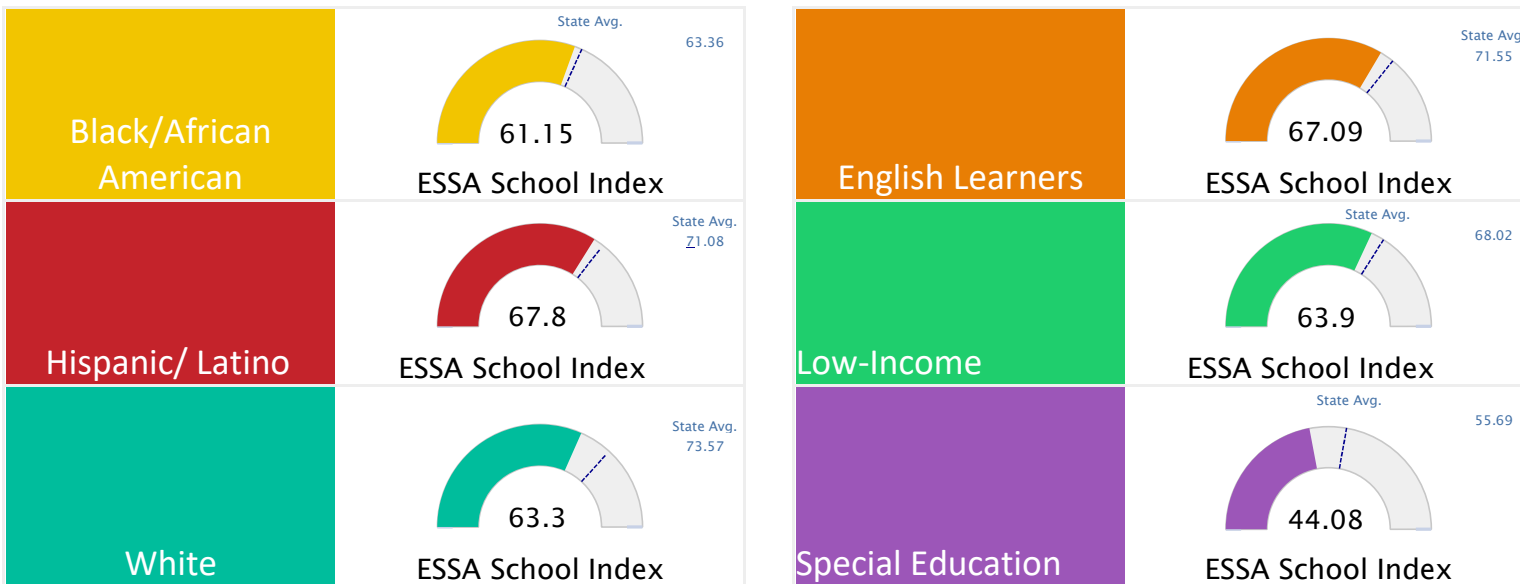 Black/African
American
State Avg.
63.36
61.15
ESSA School Index
English Learners
State Avg
71.55
67.09
ESSA School Index
Hispanic/ Latino
State Avg.
71.08
67.8
ESSA School Index
Low-Income
State Avg.
68.02
63.9
ESSA School Index
White
State Avg.
73.57
63.3
ESSA School Index
Special Education
State Avg.
55.69
44.08
ESSA School Index